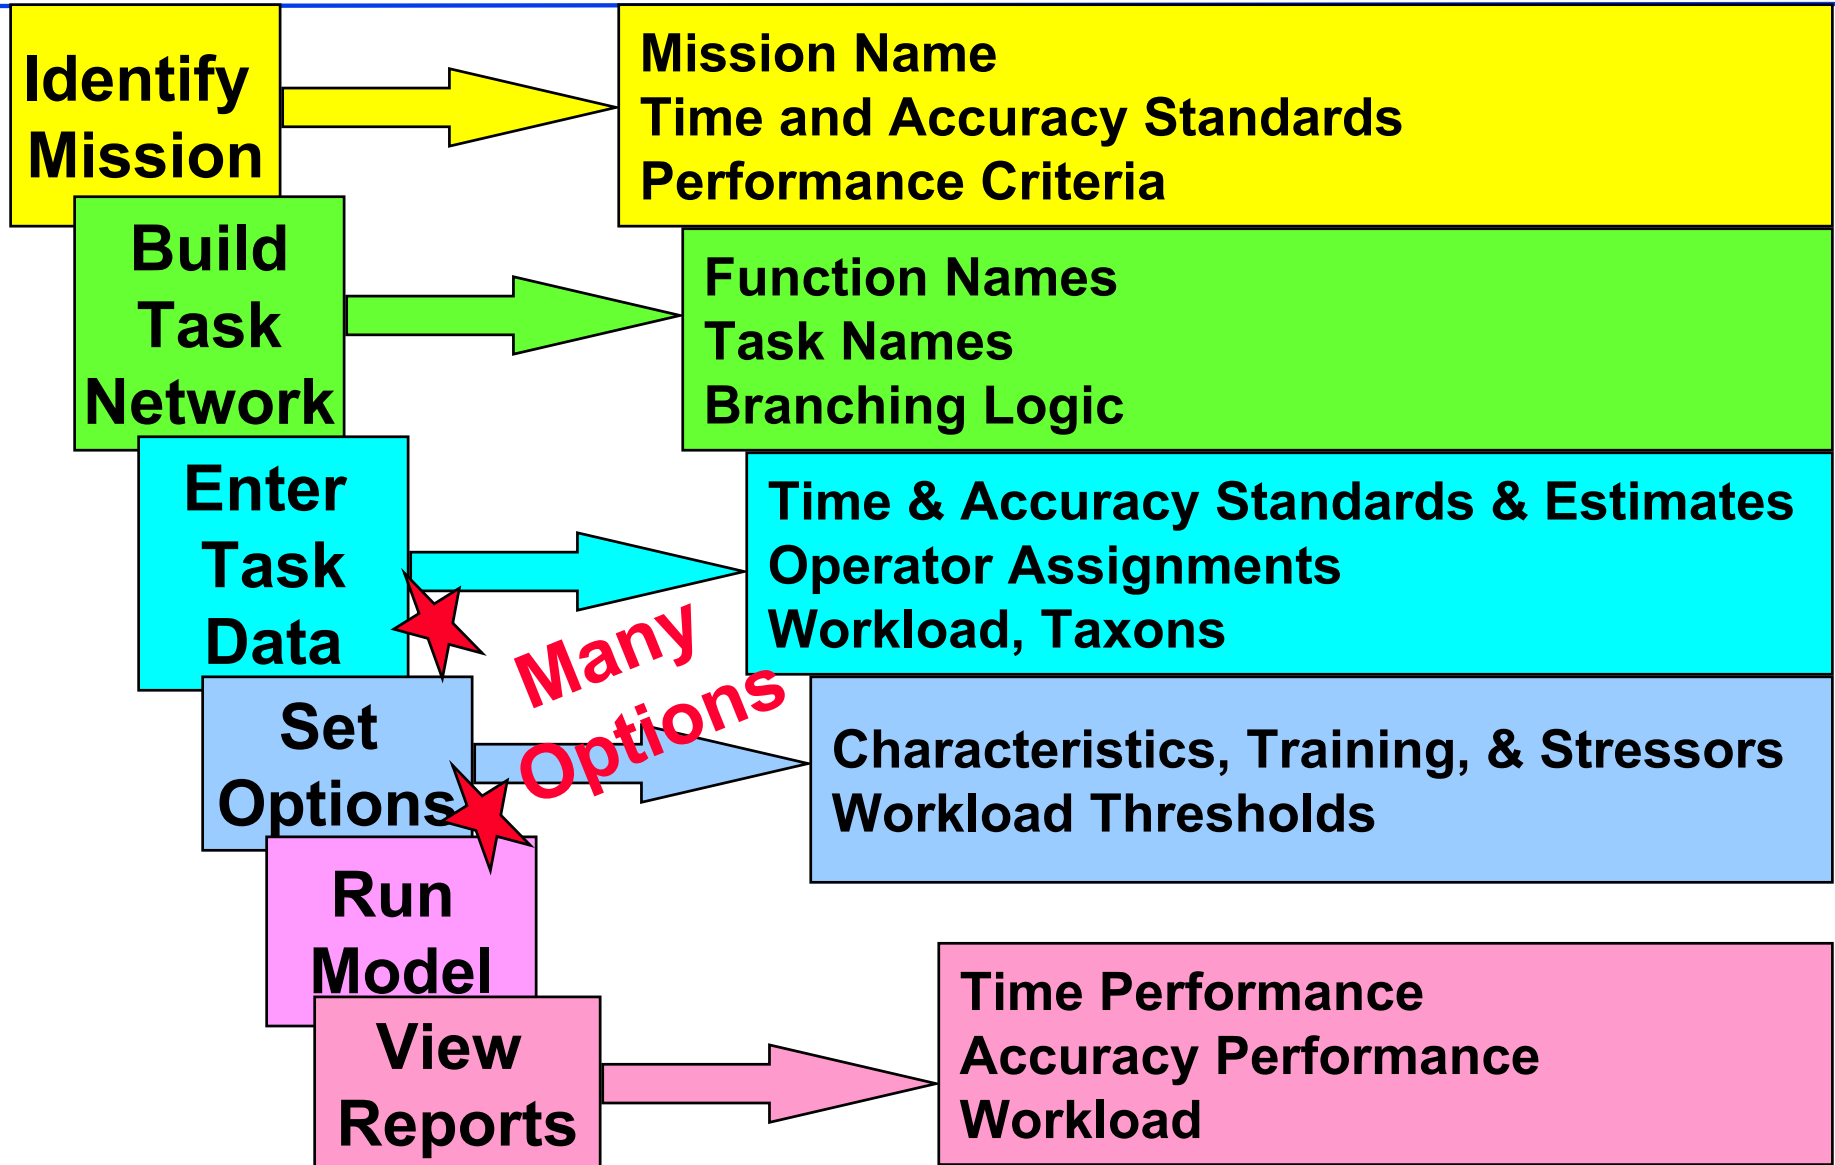 Identify
Mission
Mission Name
Time and Accuracy Standards
Performance Criteria
Build
Task
Network
Function Names
Task Names
Branching Logic
Enter
Task
Data
Time & Accuracy Standards & Estimates
Operator Assignments
Workload, Taxons
Many
Options
Set
Options
Characteristics, Training, & Stressors
Workload Thresholds
Run
Model
View
Reports
Time Performance
Accuracy Performance
Workload